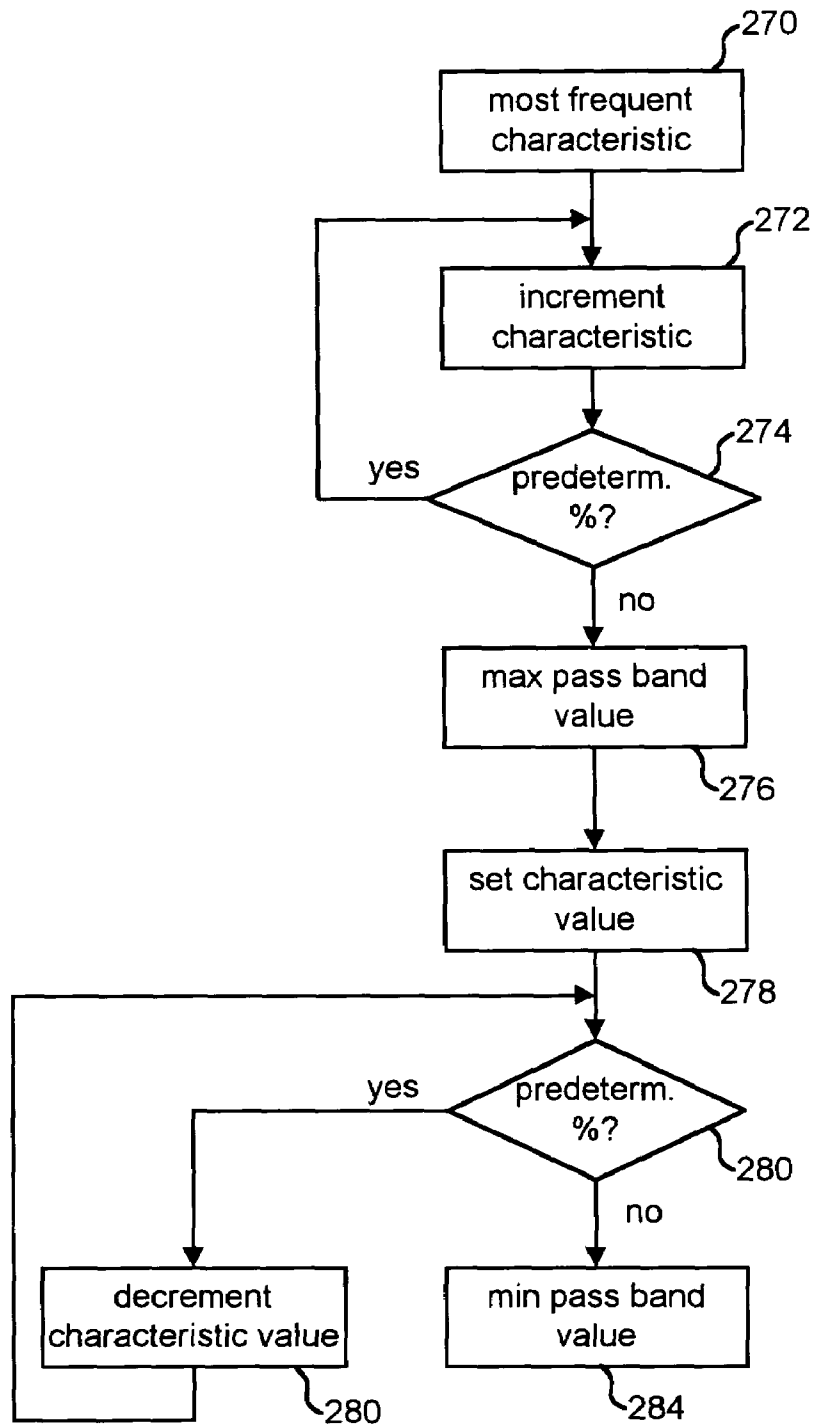 270
most frequent
characteristic
272
increment
characteristic
274
yes
predeterm.
%?
no
max pass band
value
276
set characteristic
value
278
yes
predeterm.
%?
280
no
decrement
characteristic value
280
min pass band
value
284